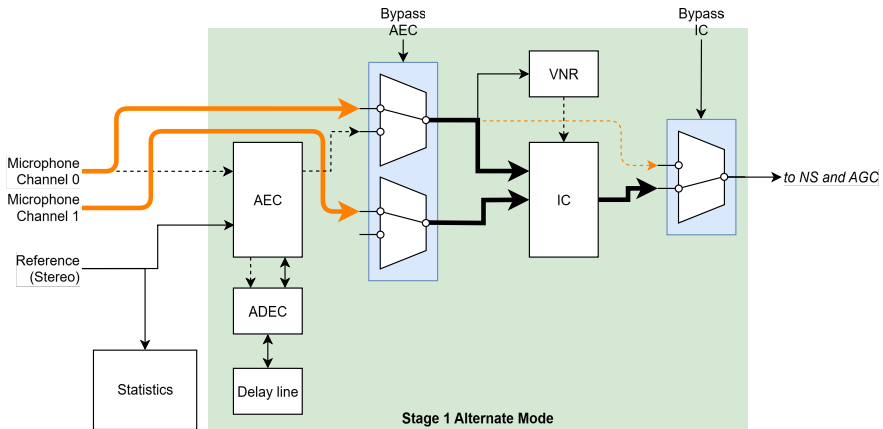 Bypass
AEC
Bypass
IC
VNR
Microphone
Channel 0
Microphone
Channel 1
AEC
IC
to NS and AGC
Reference
(Stereo)
ADEC
Statistics
Delay line
Stage 1 Alternate Mode